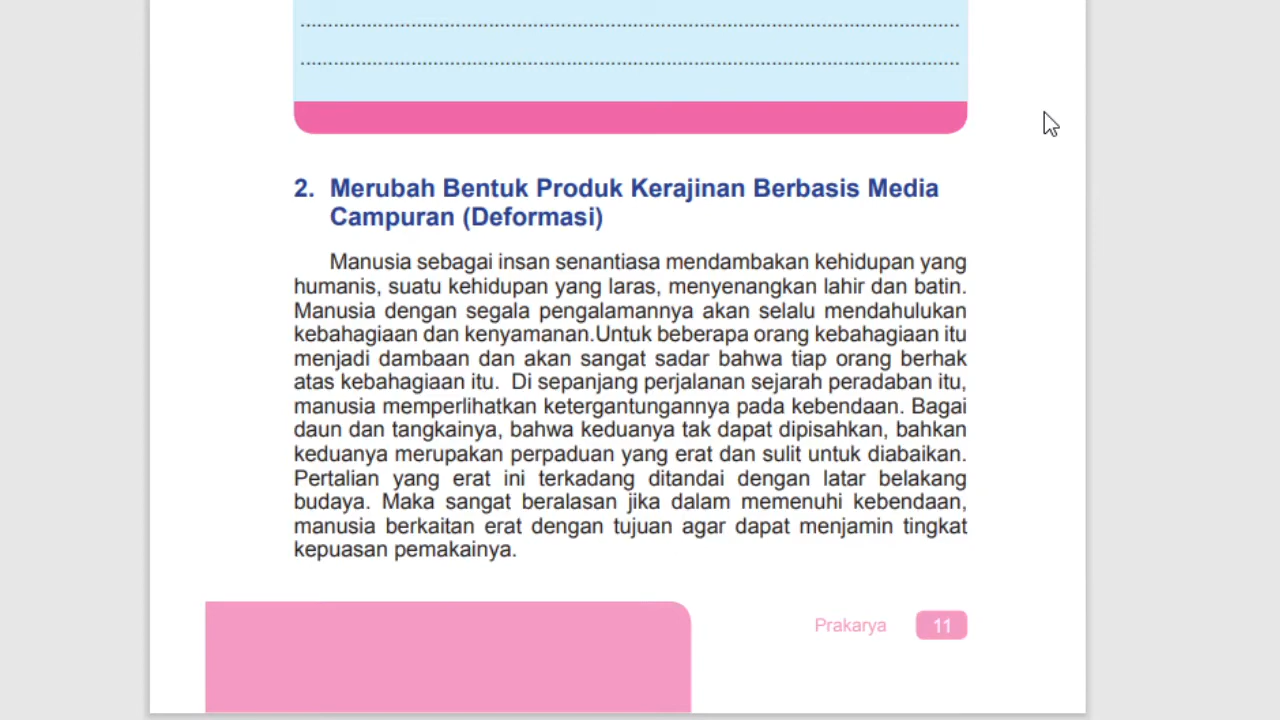 2. Merubah Bentuk Produk Kerajinan Berbasis Media
Campuran (Deformasi)
Manusia sebagai insan senantiasa mendambakan kehidupan yang
humanis, suatu kehidupan yang laras, menyenangkan lahir dan batin.
Manusia dengan segala pengalamannya akan selalu mendahulukan
kebahagiaan dan kenyamanan.Untuk beberapa orang kebahagiaan itu
menjadi dambaan dan akan sangat sadar bahwa tiap orang berhak
atas kebahagiaan itu.  Di sepanjang perjalanan sejarah peradaban itu,
manusia memperlihatkan ketergantungannya pada kebendaan. Bagai
daun dan tangkainya, bahwa keduanya tak dapat dipisahkan, bahkan
keduanya merupakan perpaduan yang erat dan sulit untuk diabaikan.
Pertalian yang erat ini terkadang ditandai dengan latar belakang
budaya. Maka sangat beralasan jika dalam memenuhi kebendaan,
manusia berkaitan erat dengan tujuan agar dapat menjamin tingkat
kepuasan pemakainya.
Prakarya 11